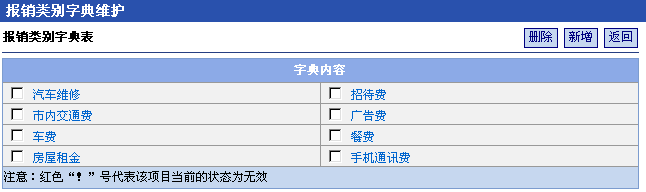 报销类别字典维护
报销类别字典表 删除 新增 返回
字典内容
汽车维修 招待费
市内交通费 广告费
车费 餐费
房屋租金 手机通讯费
注意：红色“！”号代表该项目当前的状态为无效